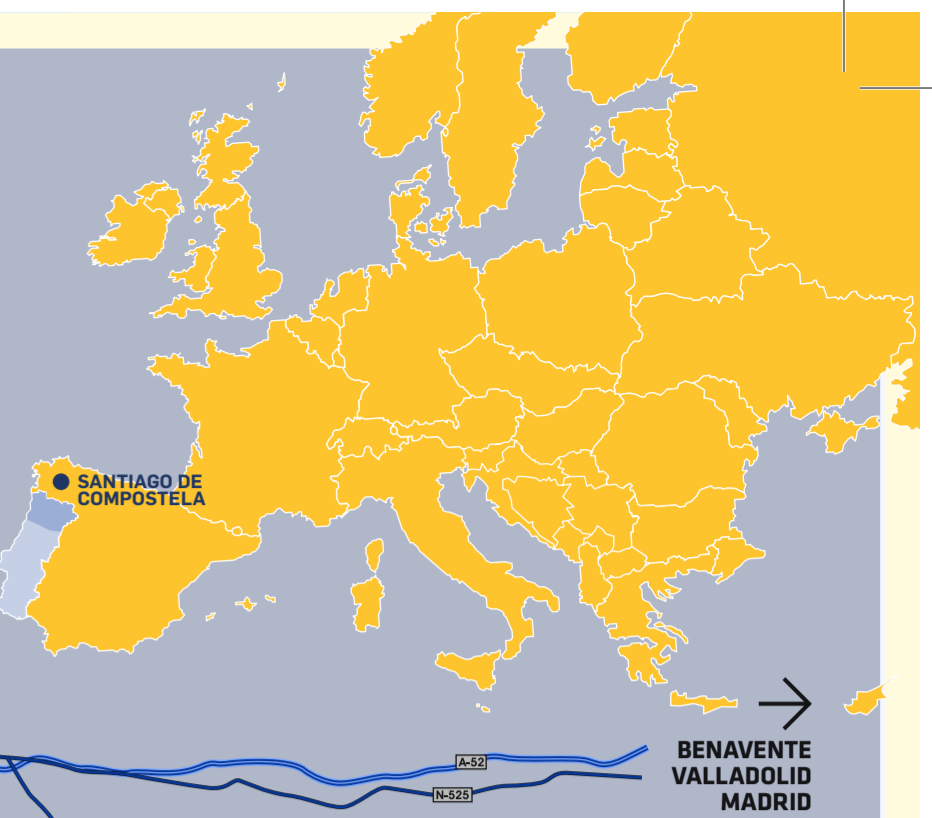 SANTIAGO DE
COMPOSTELA
A-52
N-525
BENAVENTE
VALLADOLID
MADRID